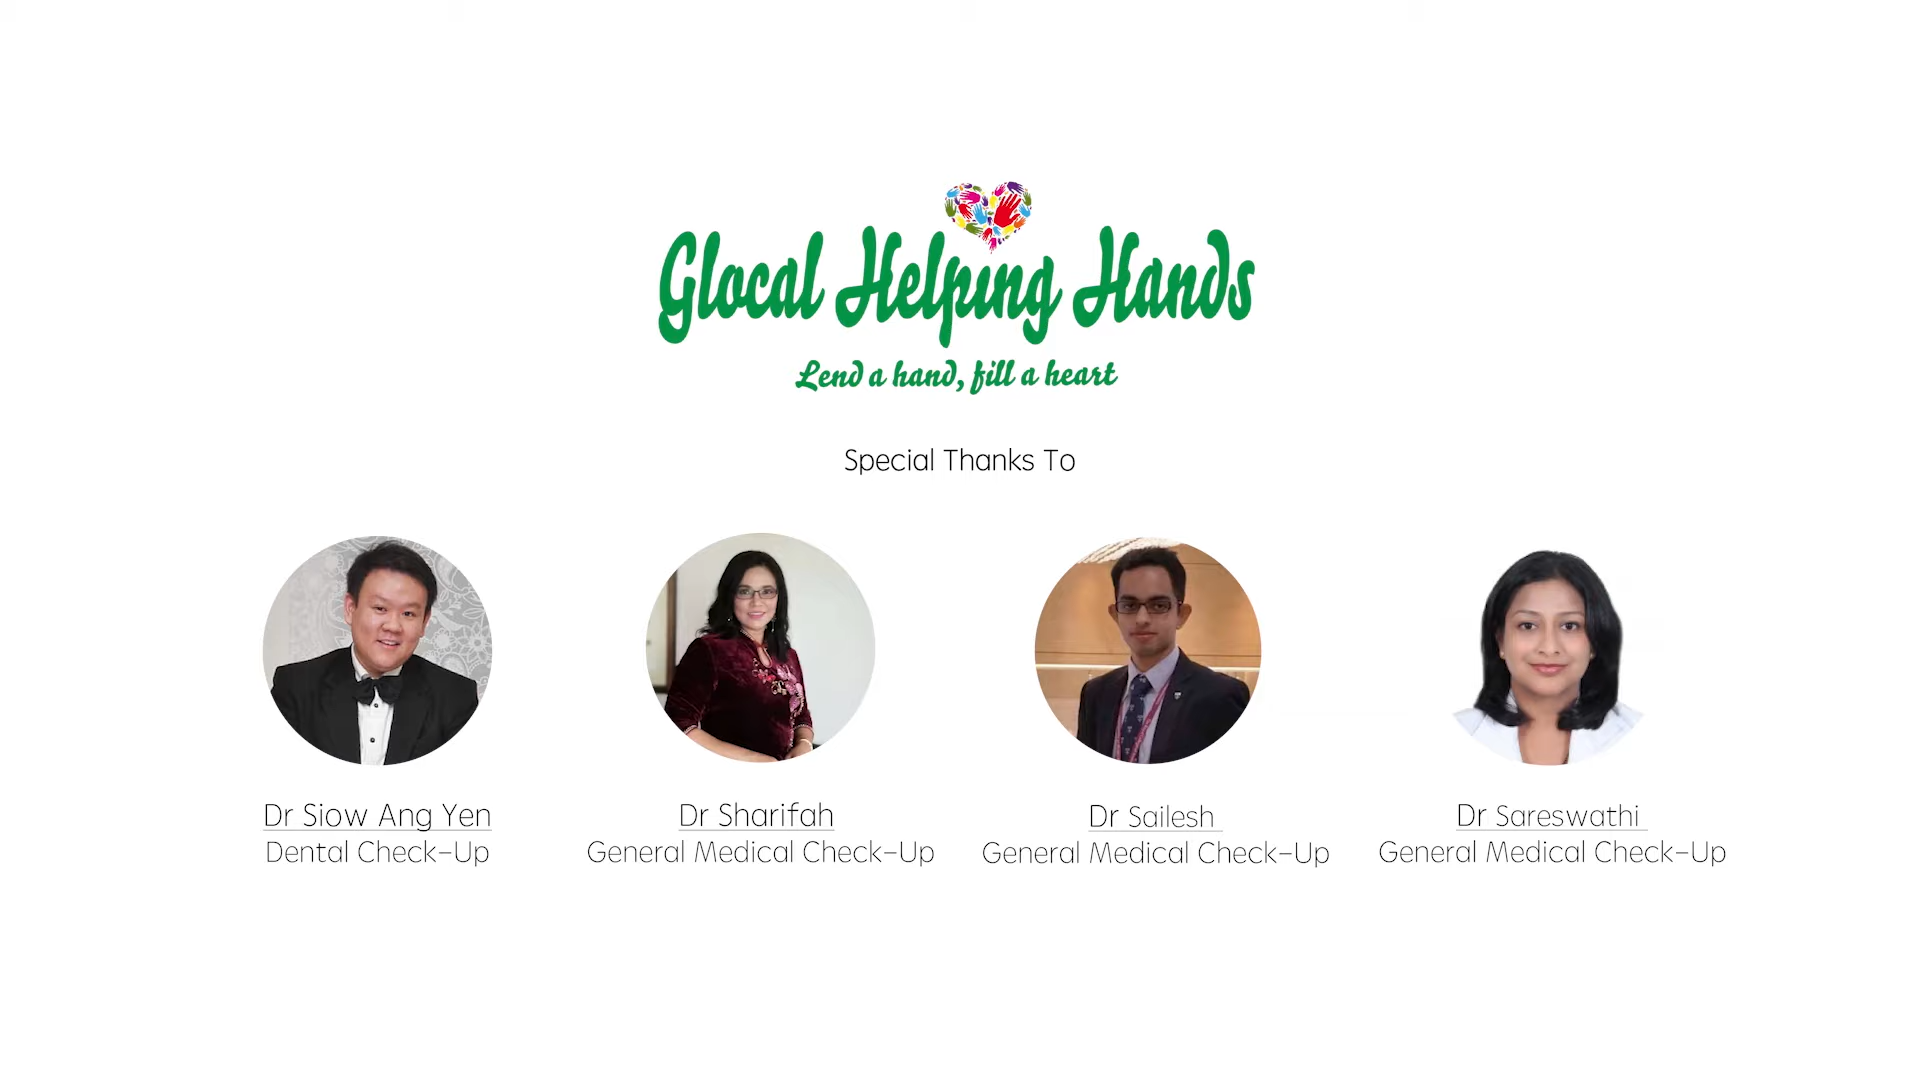 Glocal Helping Hands
Lend a hand, fill a heart
Special Thanks To
Dr Siow Ang Yen
Dental Check-Up
Dr Sharifah
General Medical Check-Up
Dr Sailesh
General Medical Check-Up
Dr Sareswathi
General Medical Check-Up